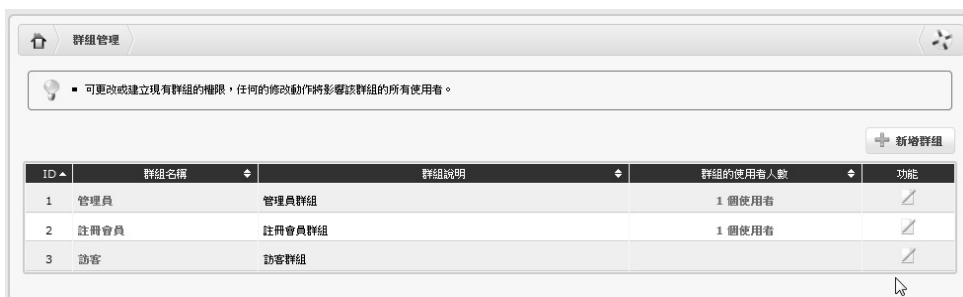 群組管理
可更改或建立現有群組的權限，任何的修改動作將影響該群組的所有使用者。
新增群組
ID 群組名稱 群組說明 群組的使用者人數 功能
1 管理員 管理員群組 1 個使用者
2 註冊會員 註冊會員群組 1 個使用者
3 訪客 訪客群組